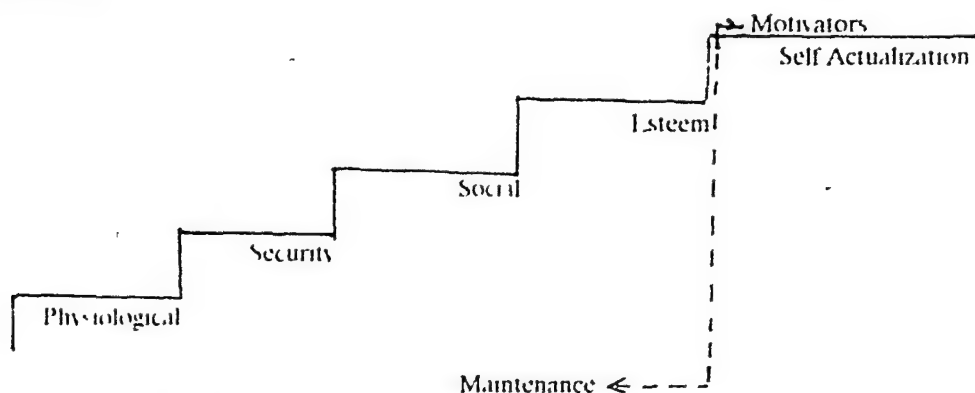 Motivators
Self Actualization
Esteem
Social
Security
Physiological
Maintenance